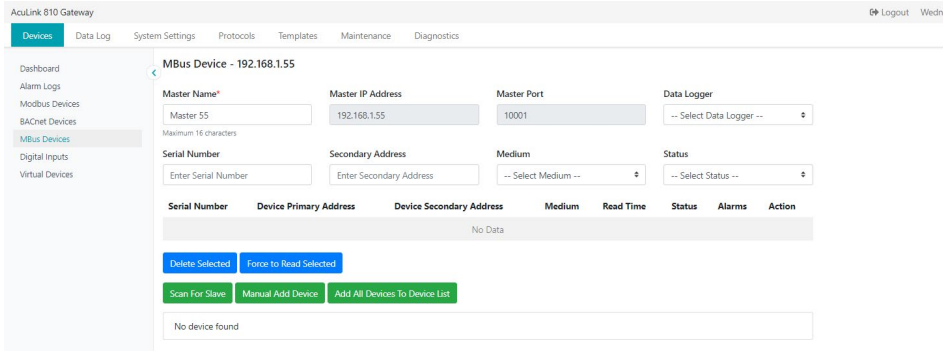 AcuLink 810 Gateway Logout Wedn
Devices Data Log System Settings Protocols Templates Maintenance Diagnostics
Dashboard
Alarm Logs
Modbus Devices
BACnet Devices
MBus Devices
Digital Inputs
Virtual Devices
MBus Device - 192.168.1.55
Master Name* Master IP Address Master Port Data Logger
Master 55 192.168.1.55 10001 -- Select Data Logger --
Maximum 16 characters
Serial Number Secondary Address Medium Status
Enter Serial Number Enter Secondary Address -- Select Medium -- -- Select Status --
Serial Number Device Primary Address Device Secondary Address Medium Read Time Status Alarms Action
No Data
Delete Selected Force to Read Selected
Scan For Slave Manual Add Device Add All Devices To Device List
No device found